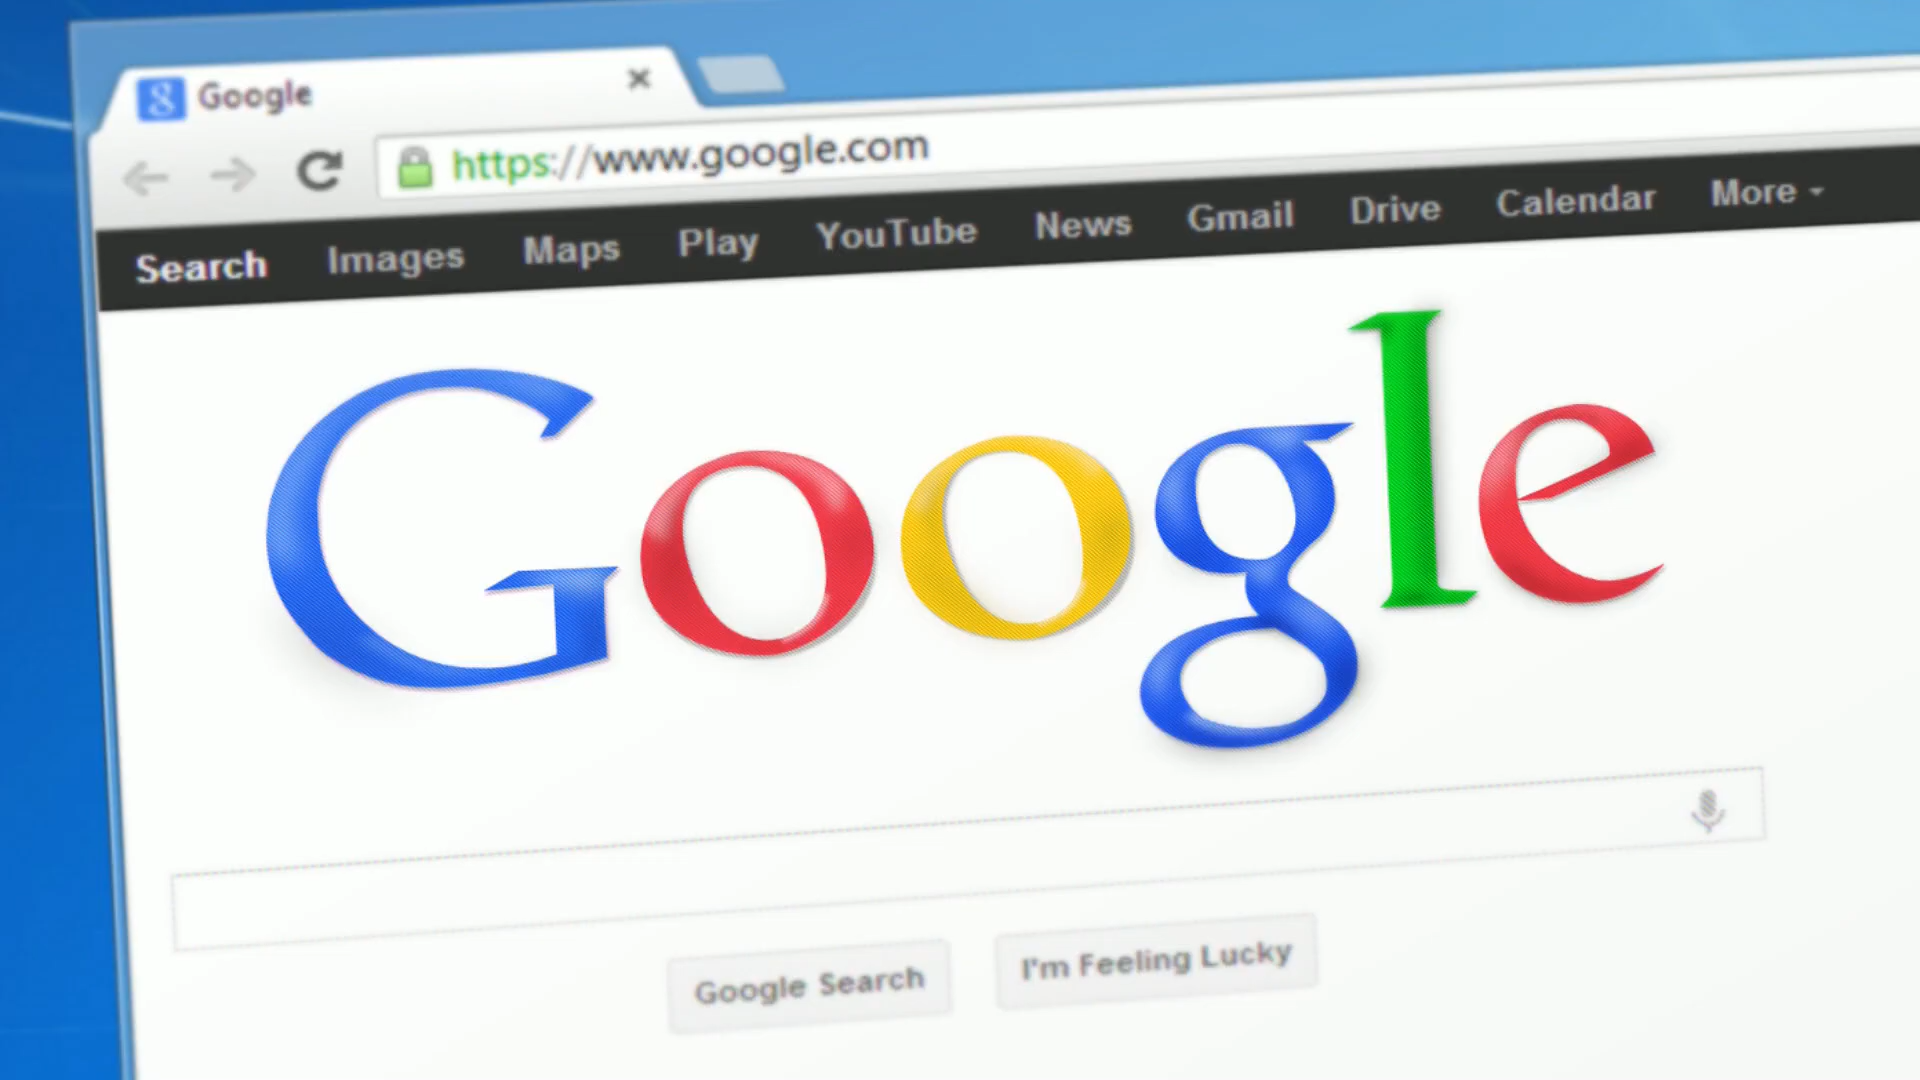 Google
https://www.google.com
Search Images Maps Play YouTube News Gmail Drive Calendar More
Google
Google Search I'm Feeling Lucky